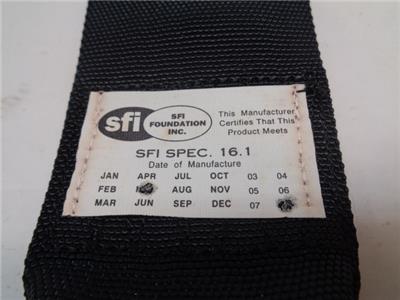 sfi
SFI
FOUNDATION
INC.
This Manufacturer
Certifies That This
Product Meets
SFI SPEC. 16.1
Date of Manufacture
JAN APR JUL OCT 03 04
FEB AUG NOV 05 06
MAR JUN SEP DEC 07